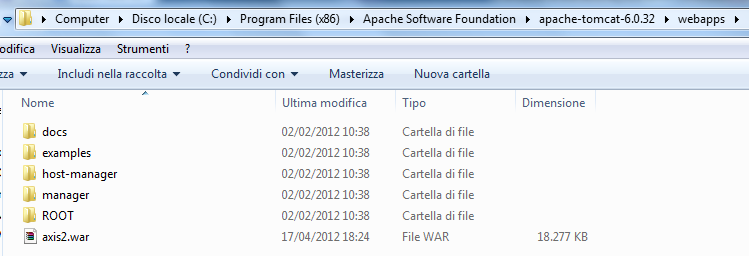 Computer ▸ Disco locale (C:) ▸ Program Files (x86) ▸ Apache Software Foundation ▸ apache-tomcat-6.0.32 ▸ webapps ▸
odifica Visualizza Strumenti ?
za Includi nella raccolta Condividi con Masterizza Nuova cartella
Nome Ultima modifica Tipo Dimensione
docs 02/02/2012 10:38 Cartella di file
examples 02/02/2012 10:38 Cartella di file
host-manager 02/02/2012 10:38 Cartella di file
manager 02/02/2012 10:38 Cartella di file
ROOT 02/02/2012 10:38 Cartella di file
axis2.war 17/04/2012 18:24 File WAR 18.277 KB